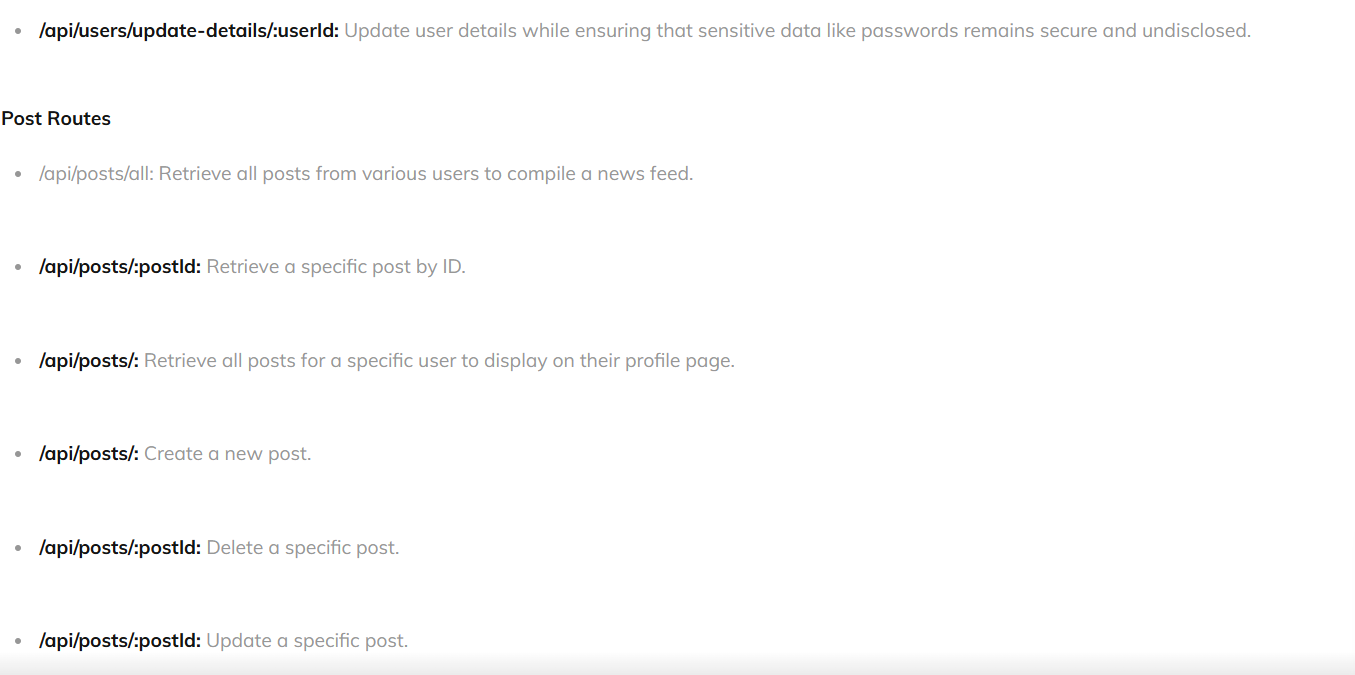 • /api/users/update-details/:userId: Update user details while ensuring that sensitive data like passwords remains secure and undisclosed.
Post Routes
• /api/posts/all: Retrieve all posts from various users to compile a news feed.
• /api/posts/:postId: Retrieve a specific post by ID.
• /api/posts/: Retrieve all posts for a specific user to display on their profile page.
• /api/posts/: Create a new post.
• /api/posts/:postId: Delete a specific post.
• /api/posts/:postId: Update a specific post.